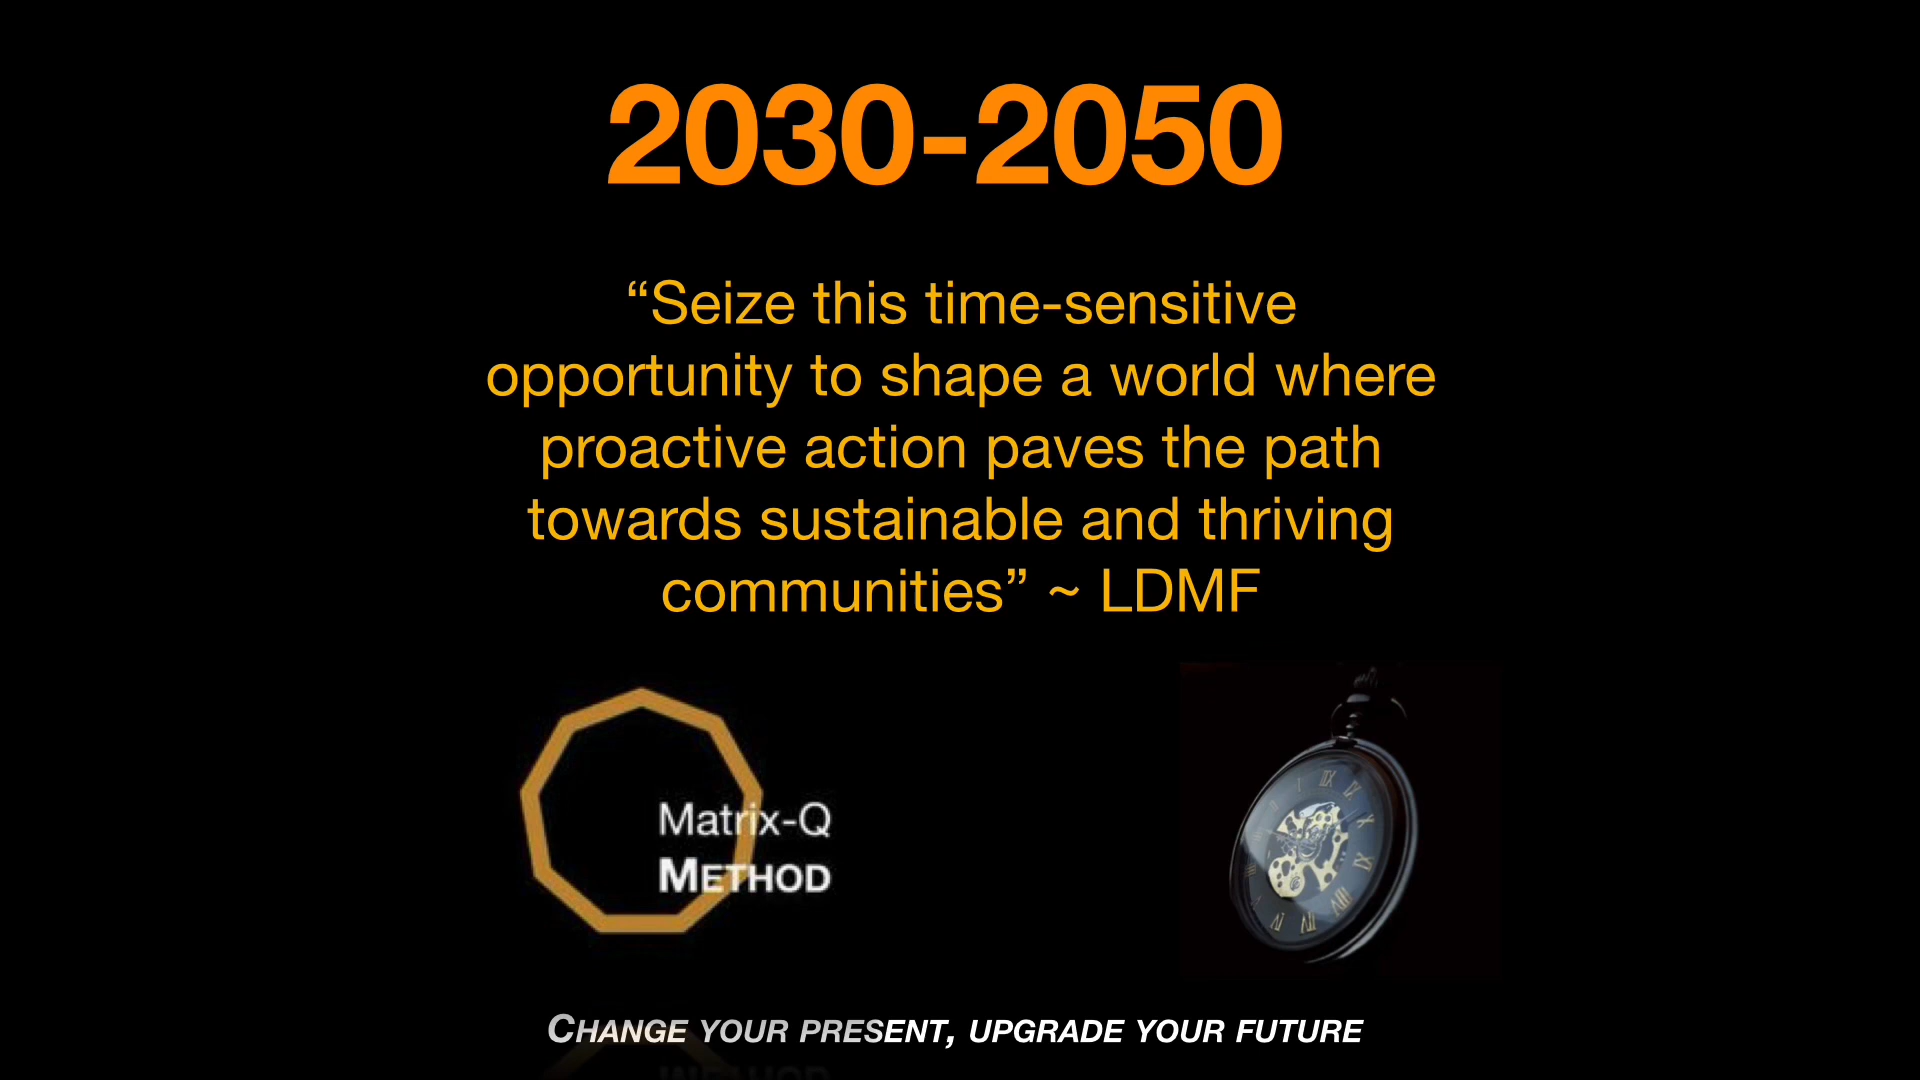 2030-2050
“Seize this time-sensitive
opportunity to shape a world where
proactive action paves the path
towards sustainable and thriving
communities” ~ LDMF
Matrix-Q
METHOD
CHANGE YOUR PRESENT, UPGRADE YOUR FUTURE